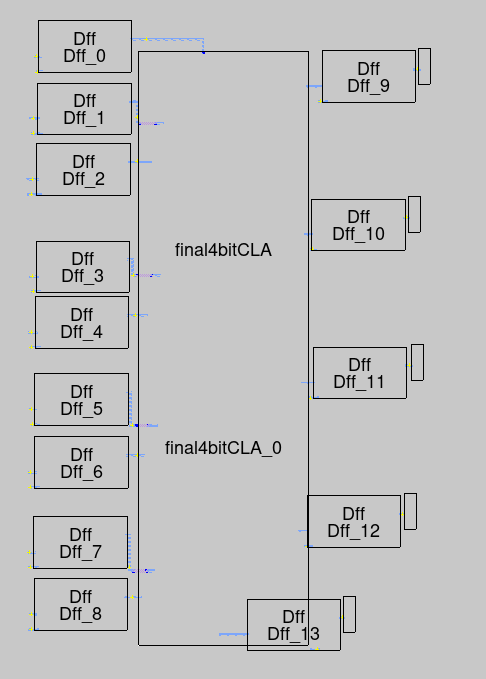 Dff
Dff_0
Dff
Dff_1
Dff
Dff_2
Dff
Dff_3
Dff
Dff_4
Dff
Dff_5
Dff
Dff_6
Dff
Dff_7
Dff
Dff_8
final4bitCLA
final4bitCLA_0
Dff
Dff_9
Dff
Dff_10
Dff
Dff_11
Dff
Dff_12
Dff
Dff_13